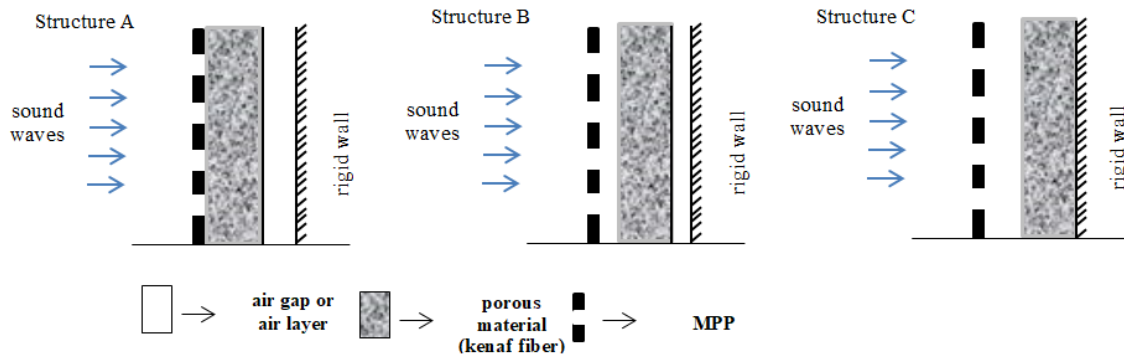 Structure A
sound
waves
rigid wall
Structure B
sound
waves
rigid wall
Structure C
sound
waves
rigid wall
air gap or
air layer
porous
material
(kenaf fiber)
MPP